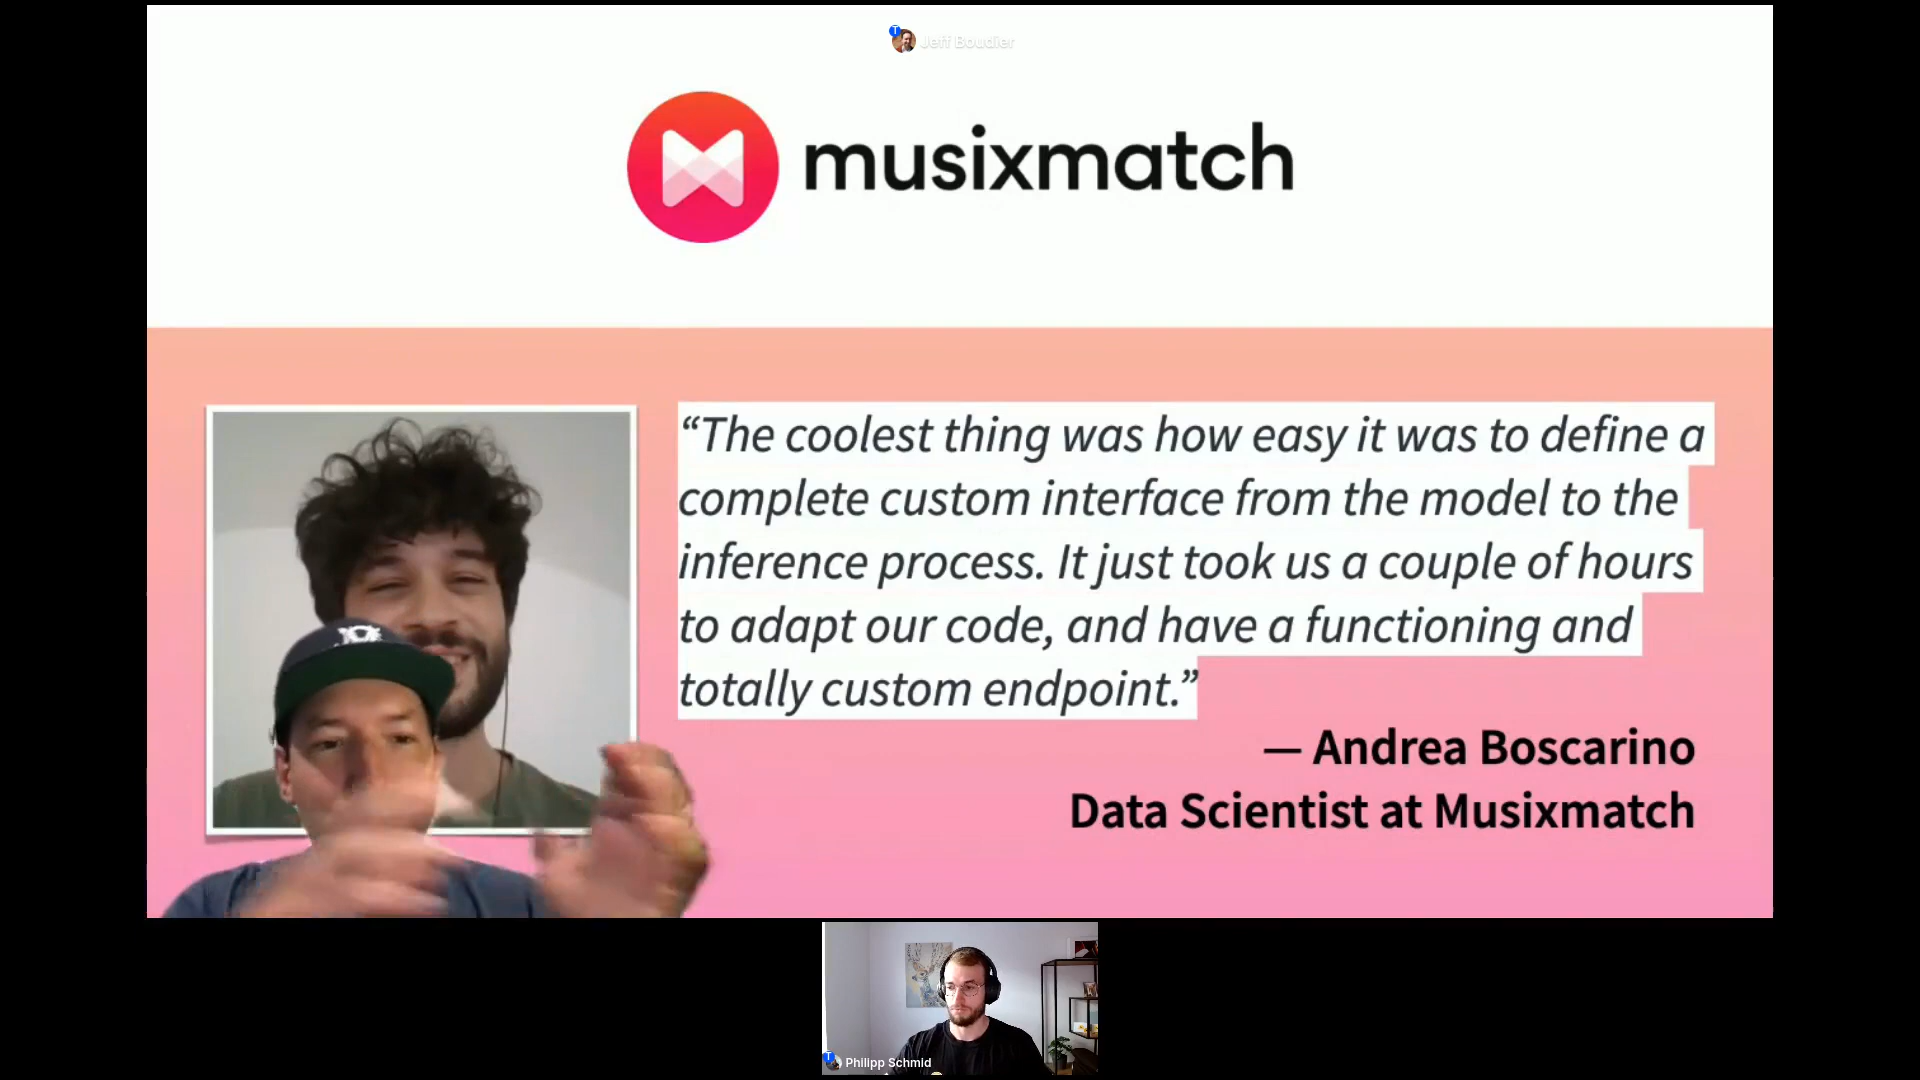 Jeff Boudier
musixmatch
“The coolest thing was how easy it was to define a
complete custom interface from the model to the
inference process. It just took us a couple of hours
to adapt our code, and have a functioning and
totally custom endpoint.”
— Andrea Boscarino
Data Scientist at Musixmatch
Philipp Schmid